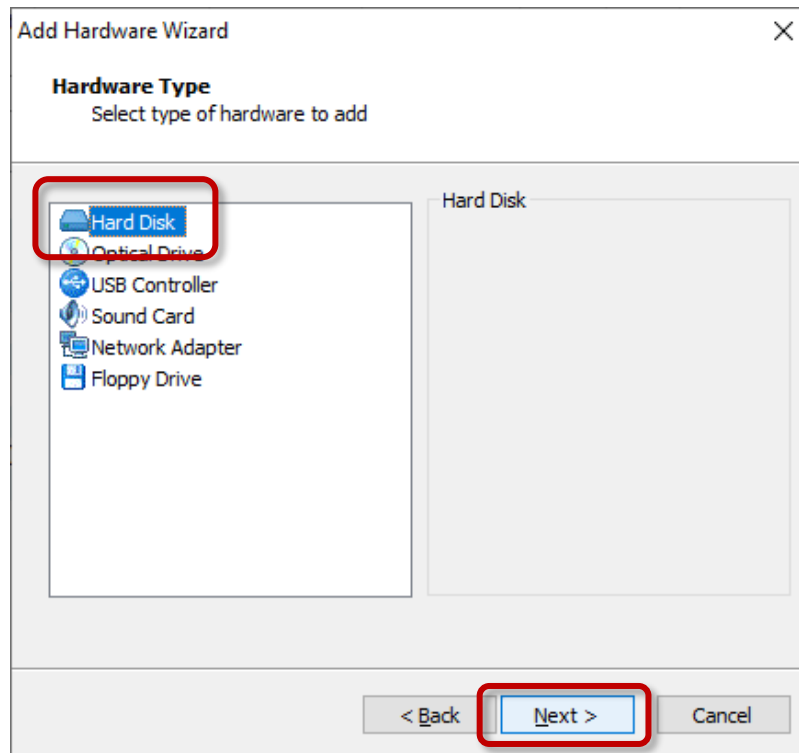 Add Hardware Wizard
Hardware Type
Select type of hardware to add
Hard Disk
Optical Drive
USB Controller
Sound Card
Network Adapter
Floppy Drive
Hard Disk
< Back
Next >
Cancel